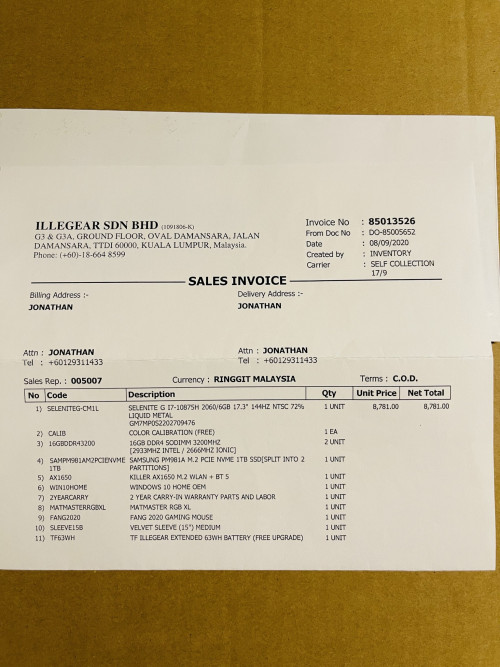 ILLEGEAR SDN BHD (1091806-K)
G3 & G3A, GROUND FLOOR, OVAL DAMANSARA, JALAN
DAMANSARA, TTDI 60000, KUALA LUMPUR, Malaysia.
Phone: (+60)-18-664 8599
Invoice No : 85013526
From Doc No : DO-85005652
Date : 08/09/2020
Created by : INVENTORY
Carrier : SELF COLLECTION
17/9
SALES INVOICE
Billing Address :-
JONATHAN
Delivery Address :-
JONATHAN
Attn : JONATHAN
Tel : +60129311433
Attn : JONATHAN
Tel : +60129311433
Sales Rep. : 005007 Currency : RINGGIT MALAYSIA Terms : C.O.D.
No Code Description Qty Unit Price Net Total
1) SELENITEG-CM1L SELENITE G I7-10875H 2060/6GB 17.3" 144HZ NTSC 72% 1 UNIT 8,781.00 8,781.00
LIQUID METAL
GM7MP0S2202709476
2) CALIB COLOR CALIBRATION (FREE) 1 EA
3) 16GBDDR43200 16GB DDR4 SODIMM 3200MHZ 2 UNIT
[2933MHZ INTEL / 2666MHZ IONIC]
4) SAMPM981AM2PCIENVME SAMSUNG PM981A M.2 PCIE NVME 1TB SSD[SPLIT INTO 2 1 UNIT
1TB PARTITIONS]
5) AX1650 KILLER AX1650 M.2 WLAN + BT 5 1 UNIT
6) WIN10HOME WINDOWS 10 HOME OEM 1 UNIT
7) 2YEARCARRY 2 YEAR CARRY-IN WARRANTY PARTS AND LABOR 1 UNIT
8) MATMASTERRGBXL MATMASTER RGB XL 1 UNIT
9) FANG2020 FANG 2020 GAMING MOUSE 1 UNIT
10) SLEEVE15B VELVET SLEEVE (15") MEDIUM 1 UNIT
11) TF63WH TF ILLEGEAR EXTENDED 63WH BATTERY (FREE UPGRADE) 1 UNIT